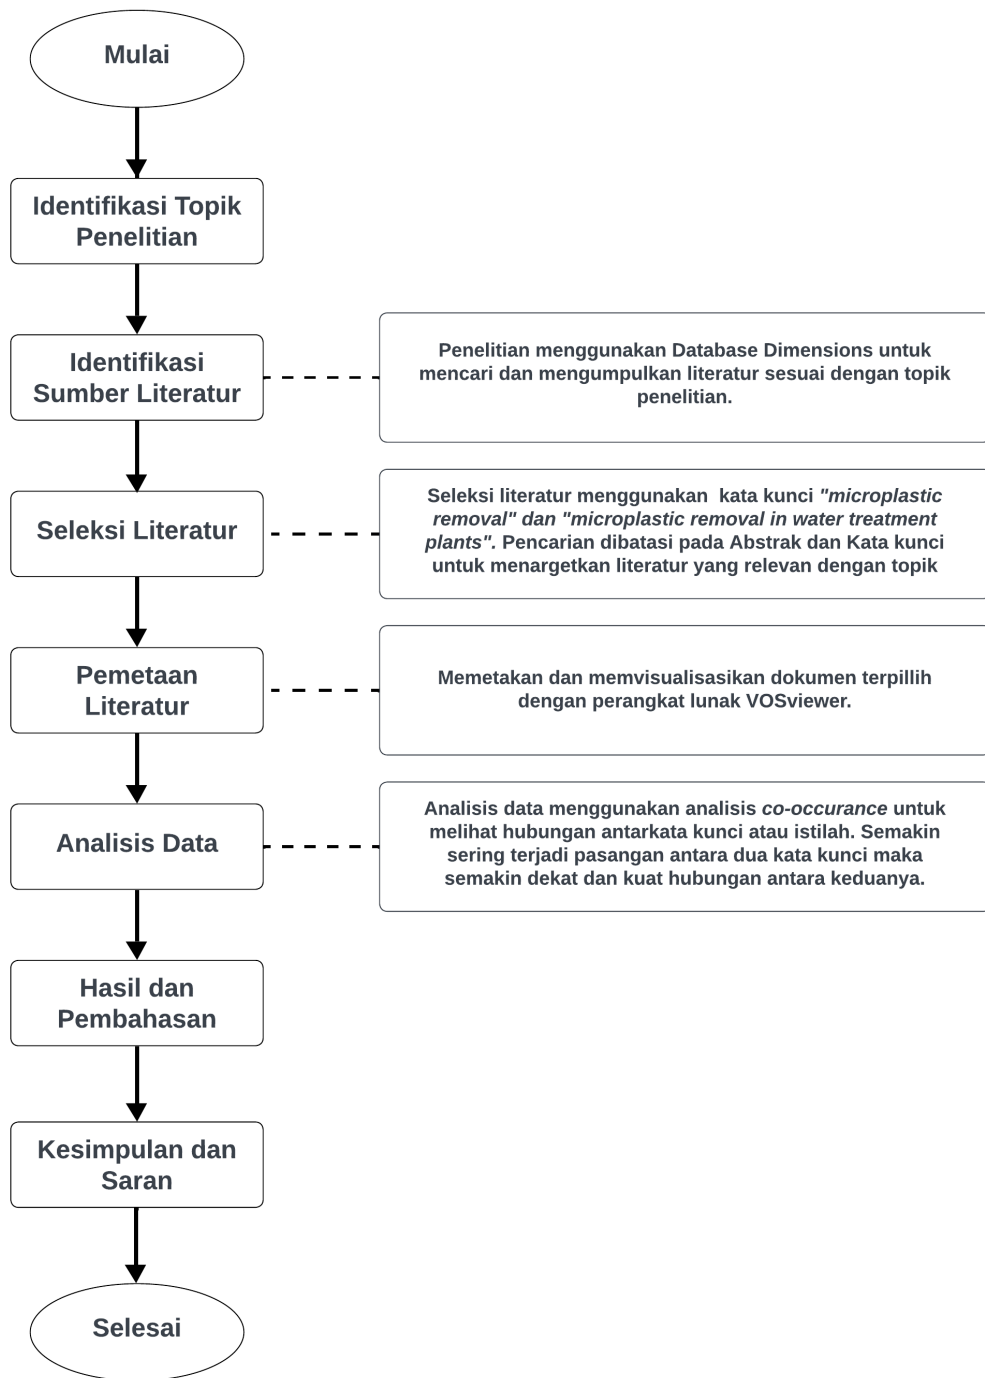 Mulai
Identifikasi Topik
Penelitian
Identifikasi
Sumber Literatur
Penelitian menggunakan Database Dimensions untuk
mencari dan mengumpulkan literatur sesuai dengan topik
penelitian.
Seleksi Literatur
Seleksi literatur menggunakan  kata kunci "microplastic
removal" dan "microplastic removal in water treatment
plants". Pencarian dibatasi pada Abstrak dan Kata kunci
untuk menargetkan literatur yang relevan dengan topik
Pemetaan
Literatur
Memetakan dan memvisualisasikan dokumen terpillih
dengan perangkat lunak VOSviewer.
Analisis Data
Analisis data menggunakan analisis co-occurance untuk
melihat hubungan antarkata kunci atau istilah. Semakin
sering terjadi pasangan antara dua kata kunci maka
semakin dekat dan kuat hubungan antara keduanya.
Hasil dan
Pembahasan
Kesimpulan dan
Saran
Selesai